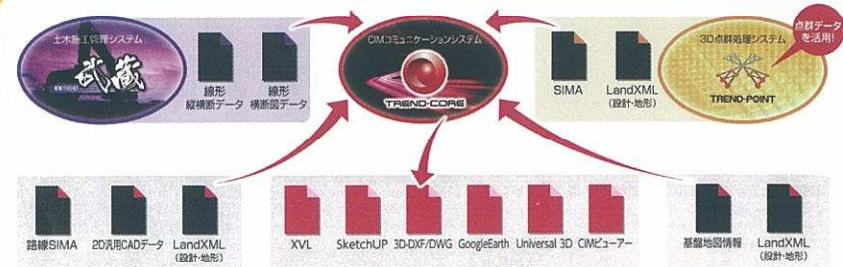 土木施工管理システム
武蔵
線形
縦横断データ
線形
横断図データ
CIMコミュニケーションシステム
TREND-CORE
SIMA
LandXML
(設計・地形)
3D点群処理システム
TREND-POINT
点群データ
を活用!
路線SIMA
2D汎用CADデータ
LandXML
(設計・地形)
XVL
SketchUP
3D-DXF/DWG
GoogleEarth
Universal 3D
CIMビューアー
基盤地図情報
LandXML
(設計・地形)